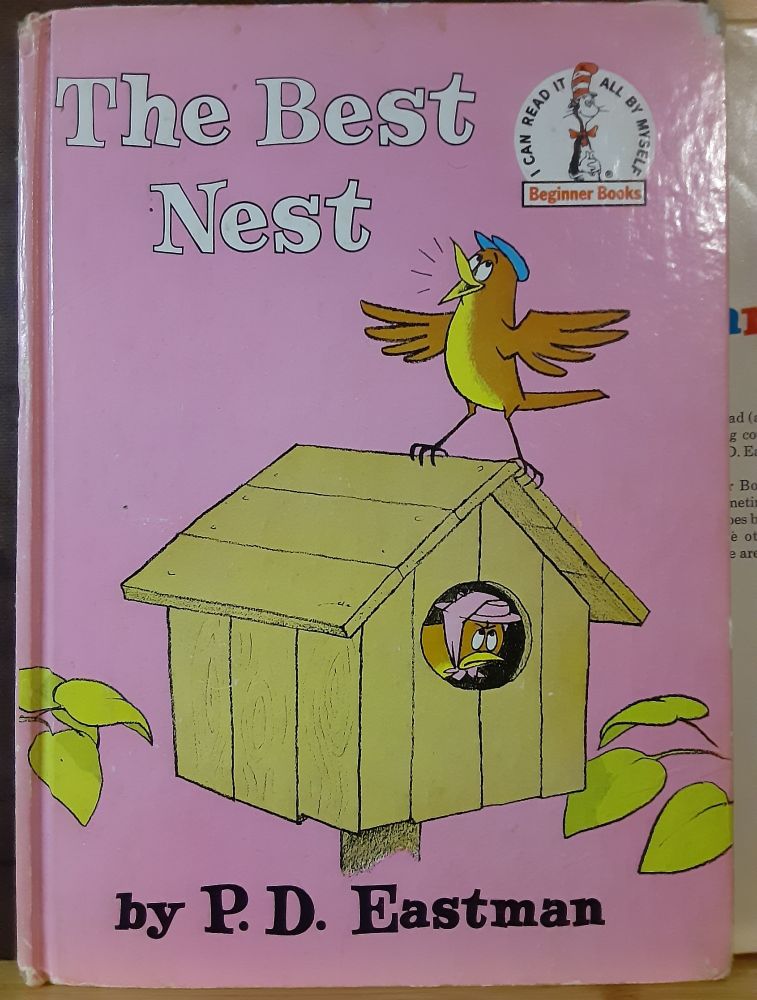 The Best
Nest
I CAN READ IT ALL BY MYSELF
®
Beginner Books
by P. D. Eastman